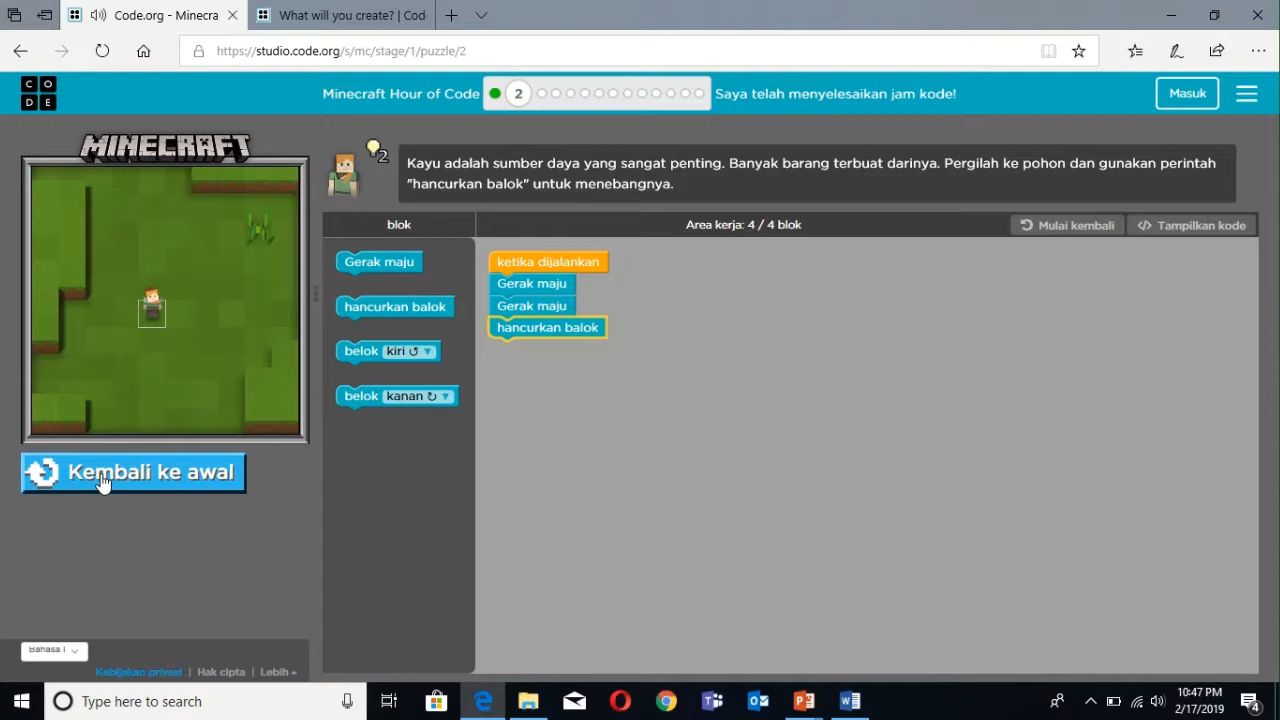 Code.org - Minecra
What will you create? | Cod
https://studio.code.org/s/mc/stage/1/puzzle/2
C O
D E
Minecraft Hour of Code
2
Saya telah menyelesaikan jam kode!
Masuk
MINECRAFT
2
Kayu adalah sumber daya yang sangat penting. Banyak barang terbuat darinya. Pergilah ke pohon dan gunakan perintah
"hancurkan balok" untuk menebangnya.
blok
Area kerja: 4 / 4 blok
Mulai kembali
Tampilkan kode
Gerak maju
hancurkan balok
belok kiri
belok kanan
ketika dijalankan
Gerak maju
Gerak maju
hancurkan balok
Kembali ke awal
Bahasa I
Kebijakan privasi | Hak cipta | Lebih
Type here to search
10:47 PM
2/17/2019
4